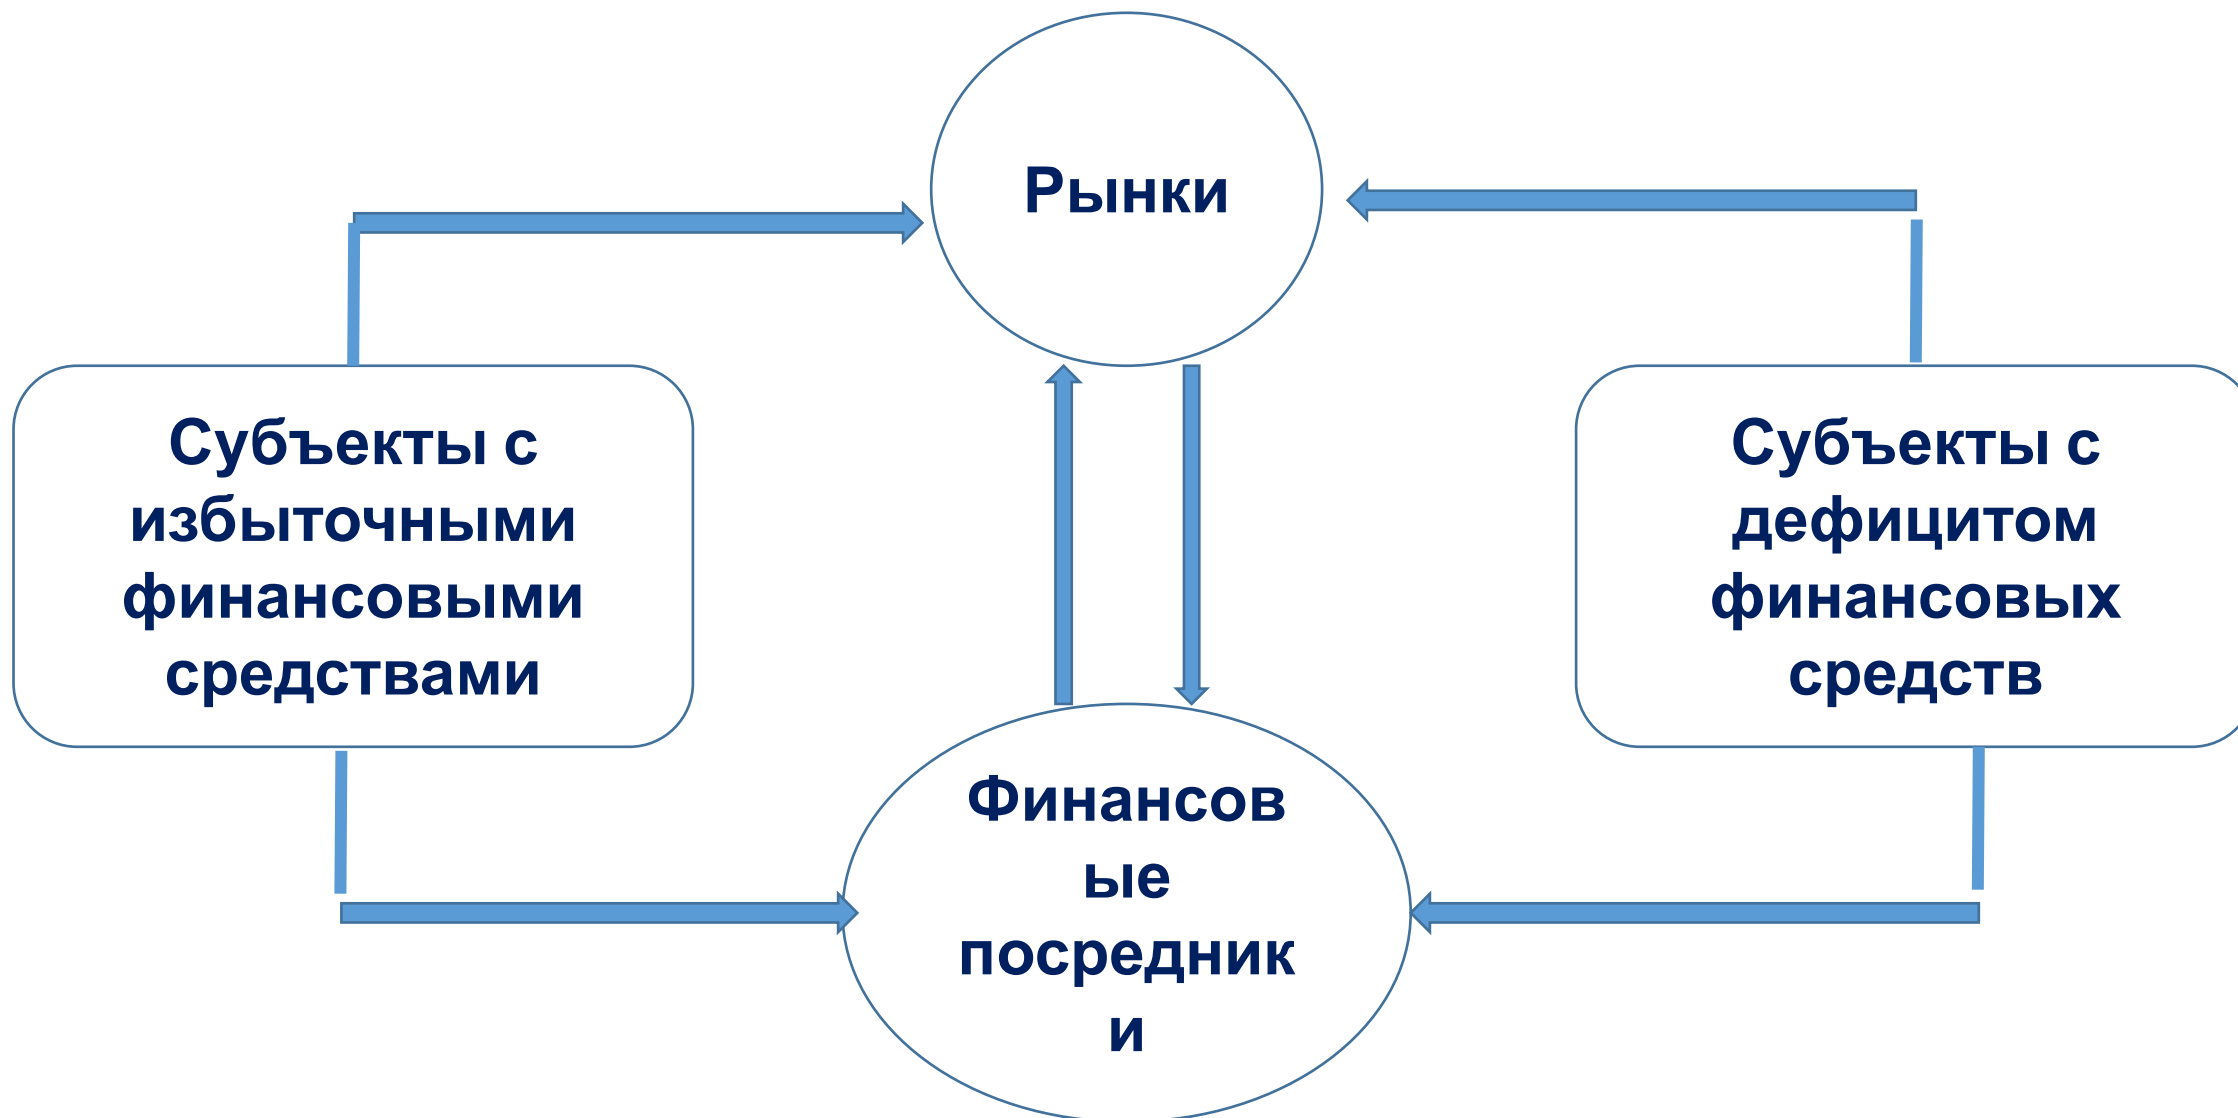 Рынки
Субъекты с
избыточными
финансовыми
средствами
Субъекты с
дефицитом
финансовых
средств
Финансов
ые
посредник
и